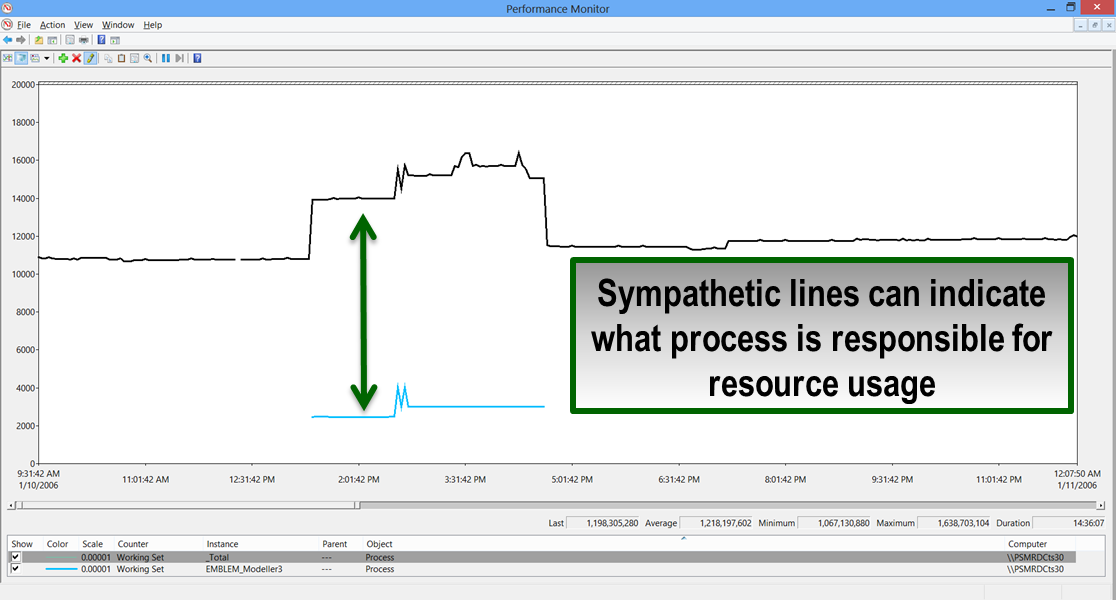 Performance Monitor
File Action View Window Help
20000
18000
16000
14000
12000
10000
8000
6000
4000
2000
0
Sympathetic lines can indicate
what process is responsible for
resource usage
9:31:42 AM 11:01:42 AM 12:31:42 PM 2:01:42 PM 3:31:42 PM 5:01:42 PM 6:31:42 PM 8:01:42 PM 9:31:42 PM 11:01:42 PM 12:07:50 AM
1/10/2006 1/11/2006
Last 1,198,305,280 Average 1,218,197,602 Minimum 1,067,130,880 Maximum 1,638,703,104 Duration 14:36:07
Show Color Scale Counter Instance Parent Object Computer
0.00001 Working Set _Total --- Process \\PSMRDCts30
0.00001 Working Set EMBLEM_Modeller3 --- Process \\PSMRDCts30